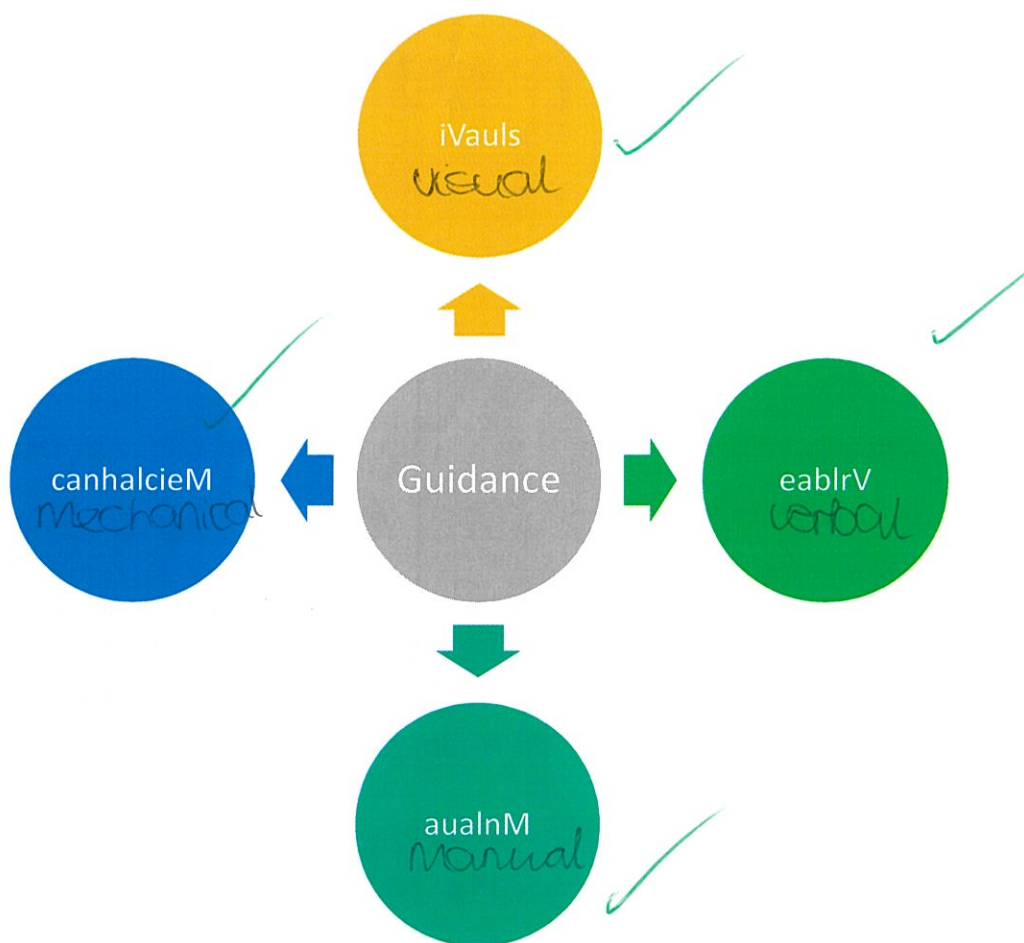 iVauls
visual
canhalcieM
mechanical
Guidance
eablrV
verbal
aualnM
Manual